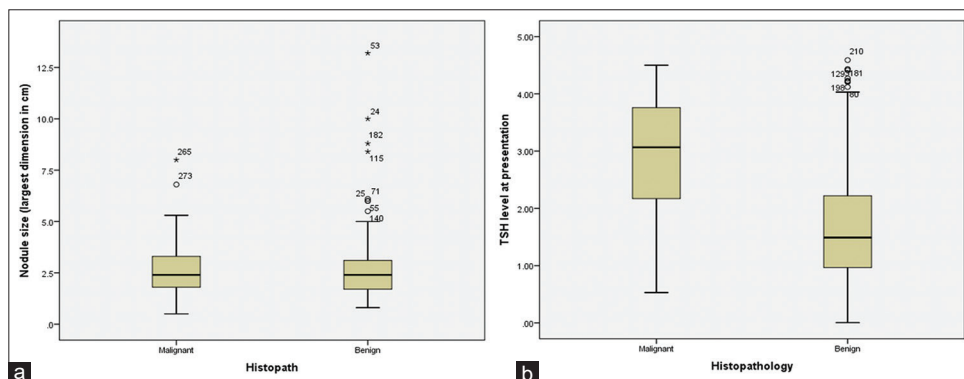 Nodule size (largest dimension in cm)
12.5
10.0
7.5
5.0
2.5
.0
265
273
53
24
182
115
25
71
55
140
Malignant
Benign
Histopath
a
TSH level at presentation
5.00
4.00
3.00
2.00
1.00
.00
210
129
181
198
80
Malignant
Benign
Histopathology
b